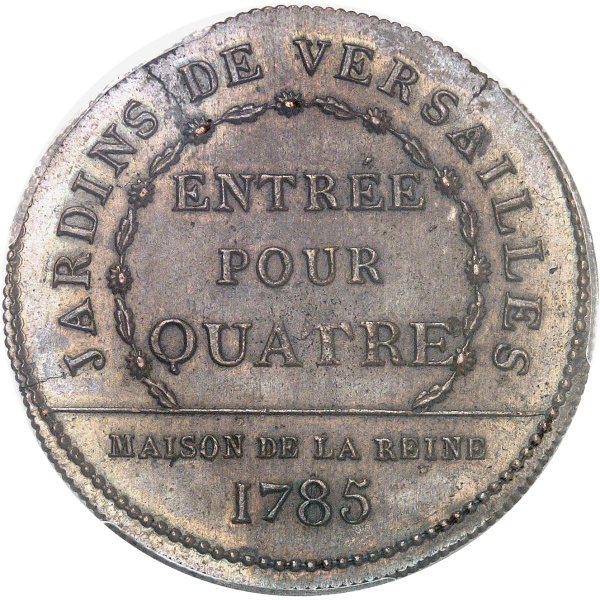 JARDINS DE VERSAILLES
ENTRÉE
POUR
QUATRE
MAISON DE LA REINE
1785